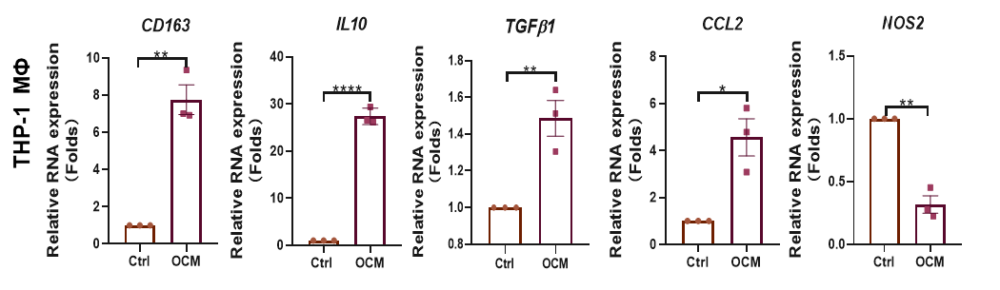 THP-1 MΦ
CD163
Relative RNA expression
(Folds)
10
8
6
4
2
0
**
Ctrl
OCM
IL10
Relative RNA expression
(Folds)
40
30
20
10
0
****
Ctrl
OCM
TGFβ1
Relative RNA expression
(Folds)
1.8
1.6
1.4
1.2
1.0
0.8
**
Ctrl
OCM
CCL2
Relative RNA expression
(Folds)
8
6
4
2
0
*
Ctrl
OCM
NOS2
Relative RNA expression
(Folds)
1.5
1.0
0.5
0.0
**
Ctrl
OCM